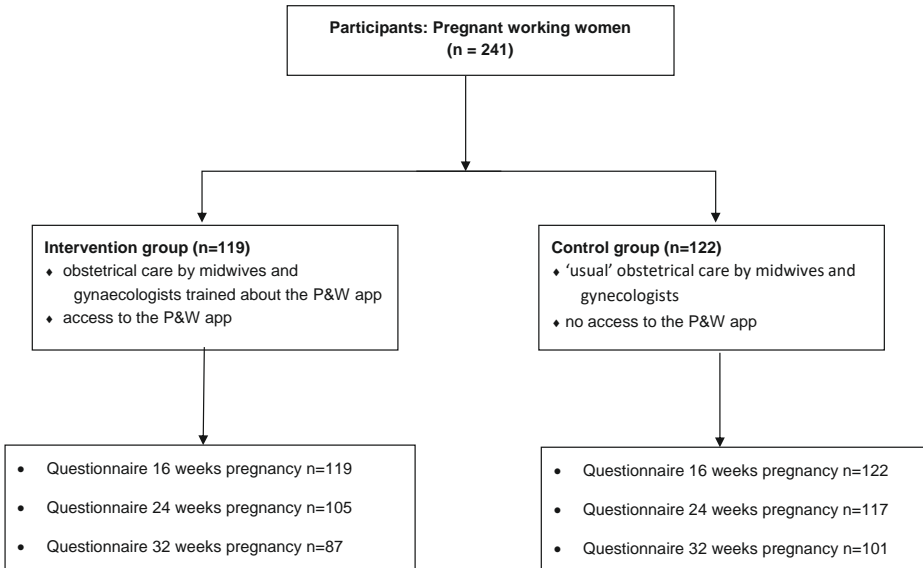 Participants: Pregnant working women
(n = 241)
Intervention group (n=119)
♦ obstetrical care by midwives and
gynaecologists trained about the P&W app
♦ access to the P&W app
Control group (n=122)
♦ ‘usual’ obstetrical care by midwives and
gynecologists
♦ no access to the P&W app
• Questionnaire 16 weeks pregnancy n=119
• Questionnaire 24 weeks pregnancy n=105
• Questionnaire 32 weeks pregnancy n=87
• Questionnaire 16 weeks pregnancy n=122
• Questionnaire 24 weeks pregnancy n=117
• Questionnaire 32 weeks pregnancy n=101